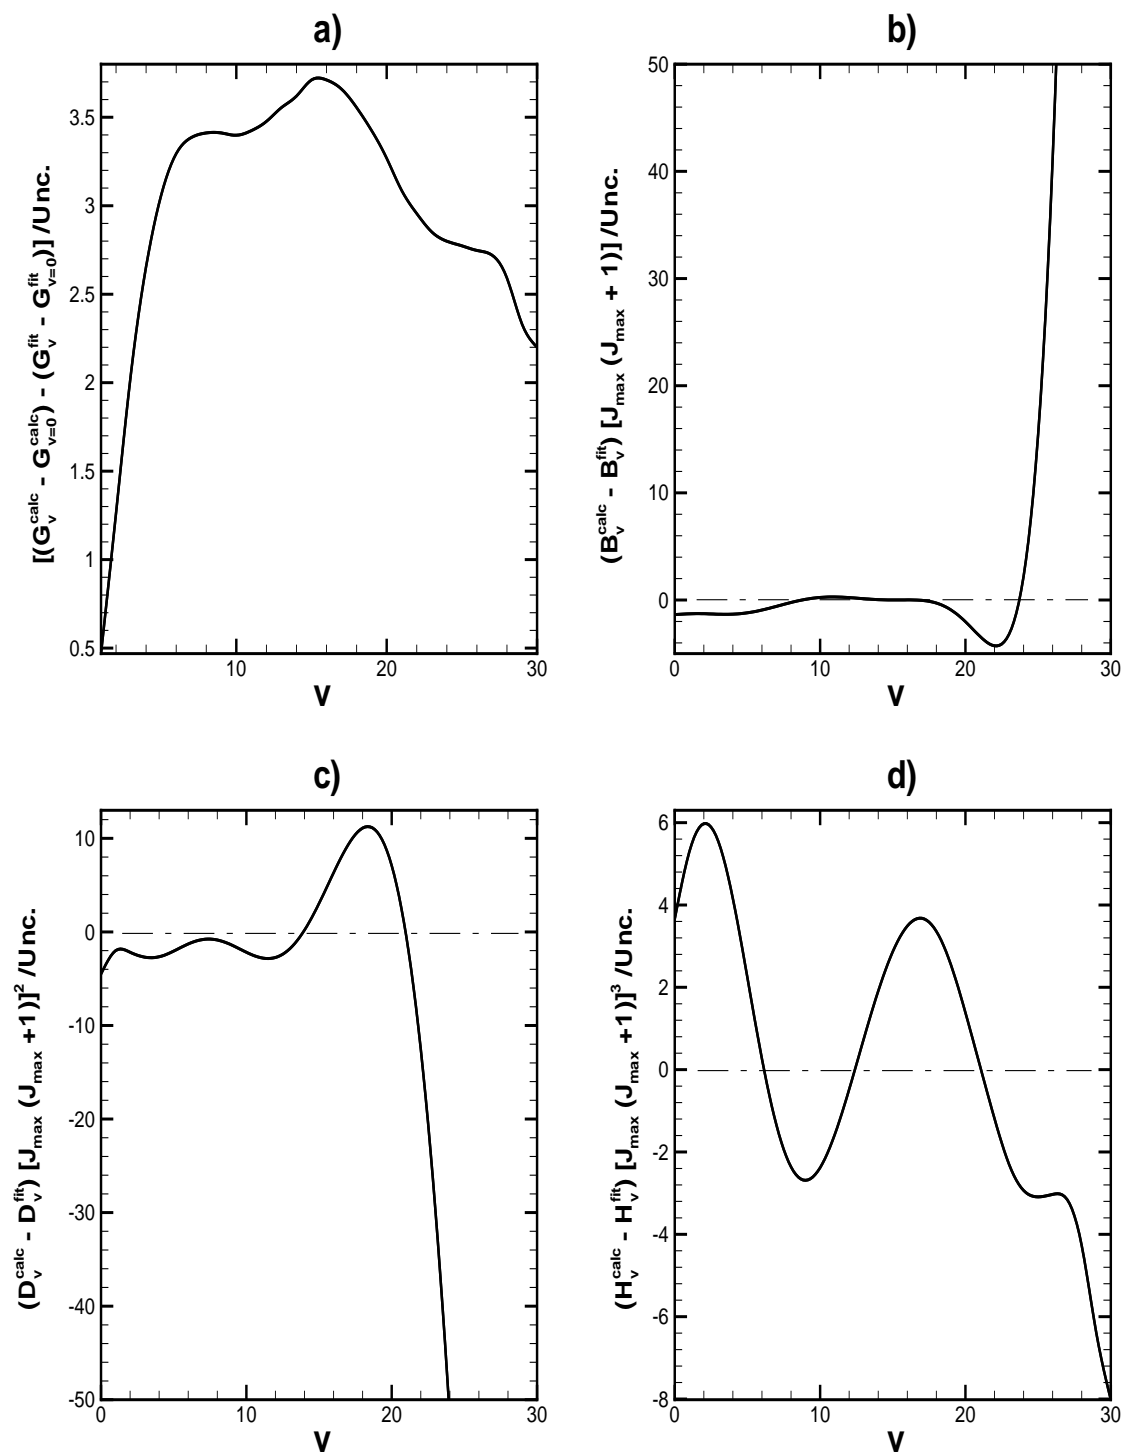 a)
[(G_v^calc - G_v=0^calc) - (G_v^fit - G_v=0^fit)] /Unc.
3.5
3
2.5
2
1.5
1
0.5
10 20 30
v
b)
(B_v^calc - B_v^fit) [J_max (J_max + 1)] /Unc.
50
40
30
20
10
0
0 10 20 30
v
c)
(D_v^calc - D_v^fit) [J_max (J_max +1)]^2 /Unc.
10
0
-10
-20
-30
-40
-50
0 10 20 30
v
d)
(H_v^calc - H_v^fit) [J_max (J_max +1)]^3 /Unc.
6
4
2
0
-2
-4
-6
-8
0 10 20 30
v